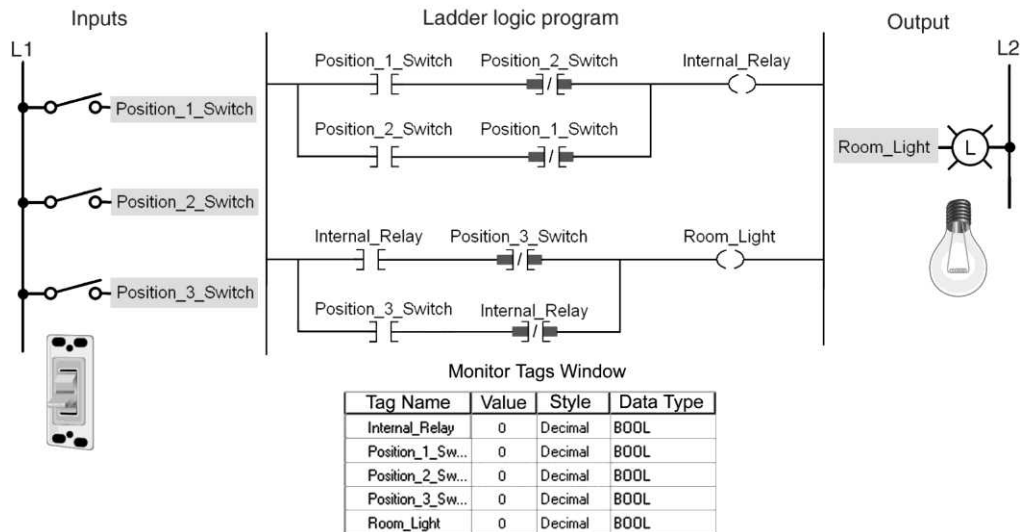 Inputs
Ladder logic program
Output
L1
L2
Position_1_Switch
Position_2_Switch
Position_3_Switch
Position_1_Switch Position_2_Switch Internal_Relay
Position_2_Switch Position_1_Switch
Internal_Relay Position_3_Switch Room_Light
Position_3_Switch Internal_Relay
Room_Light L
Monitor Tags Window
Tag Name Value Style Data Type
Internal_Relay 0 Decimal BOOL
Position_1_Sw... 0 Decimal BOOL
Position_2_Sw... 0 Decimal BOOL
Position_3_Sw... 0 Decimal BOOL
Room_Light 0 Decimal BOOL